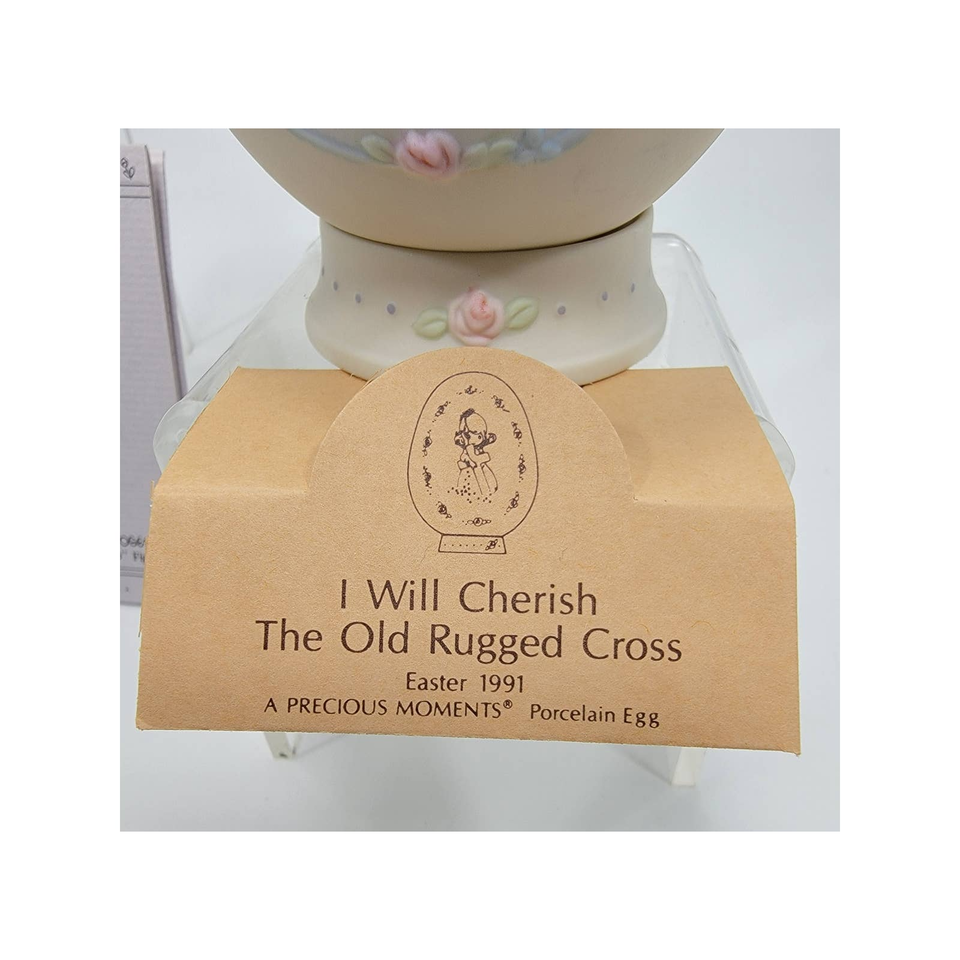 I Will Cherish
The Old Rugged Cross
Easter 1991
A PRECIOUS MOMENTS® Porcelain Egg